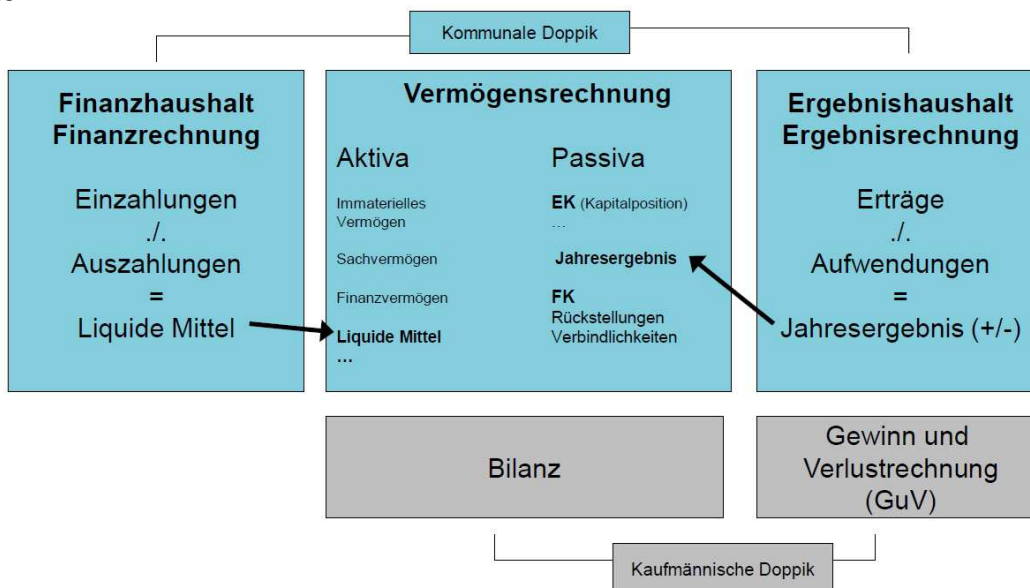 Kommunale Doppik
Finanzhaushalt
Finanzrechnung
Einzahlungen
./.
Auszahlungen
=
Liquide Mittel
Vermögensrechnung
Aktiva
Immaterielles
Vermögen
Sachvermögen
Finanzvermögen
Liquide Mittel
...
Passiva
EK (Kapitalposition)
...
Jahresergebnis
FK
Rückstellungen
Verbindlichkeiten
Ergebnishaushalt
Ergebnisrechnung
Erträge
./.
Aufwendungen
=
Jahresergebnis (+/-)
Bilanz
Gewinn und
Verlustrechnung
(GuV)
Kaufmännische Doppik